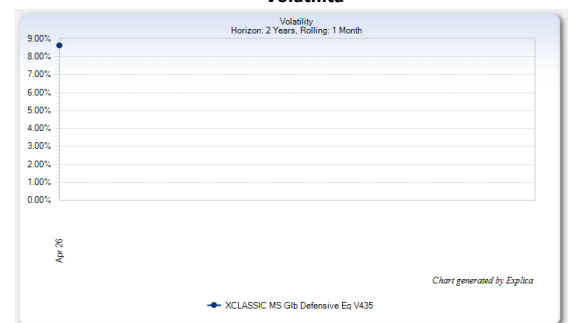 Volatilità
Volatility
Horizon: 2 Years, Rolling: 1 Month
9.00%
8.00%
7.00%
6.00%
5.00%
4.00%
3.00%
2.00%
1.00%
0.00%
Apr 26
Chart generated by Explica
XCLASSIC MS Glb Defensive Eq V435